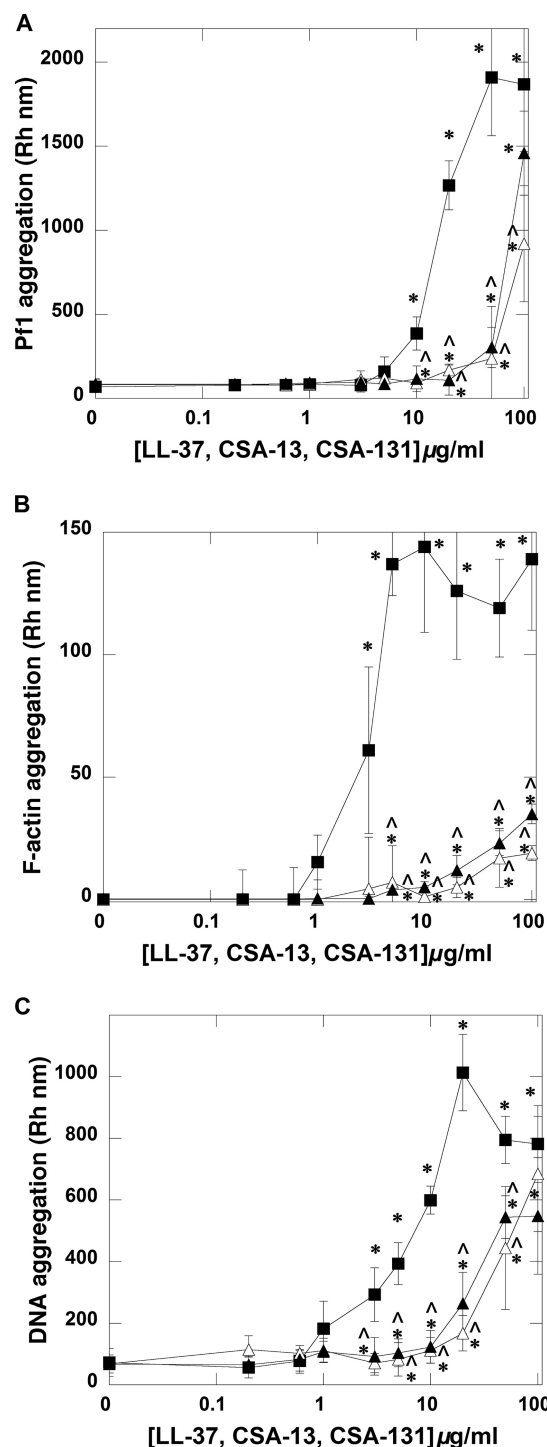 A
Pf1 aggregation (Rh nm)
2000
1500
1000
500
0
* * * * *
^ * ^ * ^ * ^ * ^ * ^ * * ^ *
0 0.1 1 10 100
[LL-37, CSA-13, CSA-131]µg/ml
B
F-actin aggregation (Rh nm)
150
100
50
0
* * * * * *
^ * ^ * ^ * ^ * ^ * ^ * ^ * ^ * ^ * ^ *
0 0.1 1 10 100
[LL-37, CSA-13, CSA-131]µg/ml
C
DNA aggregation (Rh nm)
1000
800
600
400
200
0
* * * * * *
^ * ^ * ^ * ^ * ^ * ^ * ^ * ^ * ^ * *
0 0.1 1 10 100
[LL-37, CSA-13, CSA-131]µg/ml